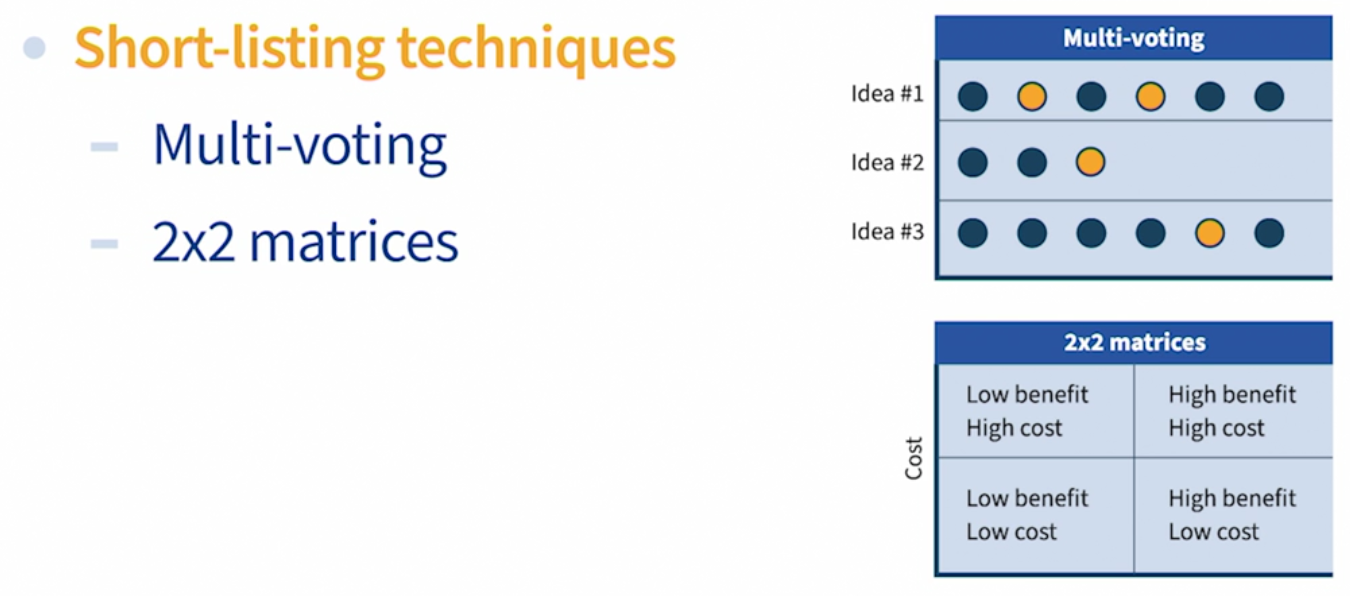 Short-listing techniques
Multi-voting
2x2 matrices
Multi-voting
Idea #1
Idea #2
Idea #3
2x2 matrices
Cost
Low benefit
High cost
High benefit
High cost
Low benefit
Low cost
High benefit
Low cost